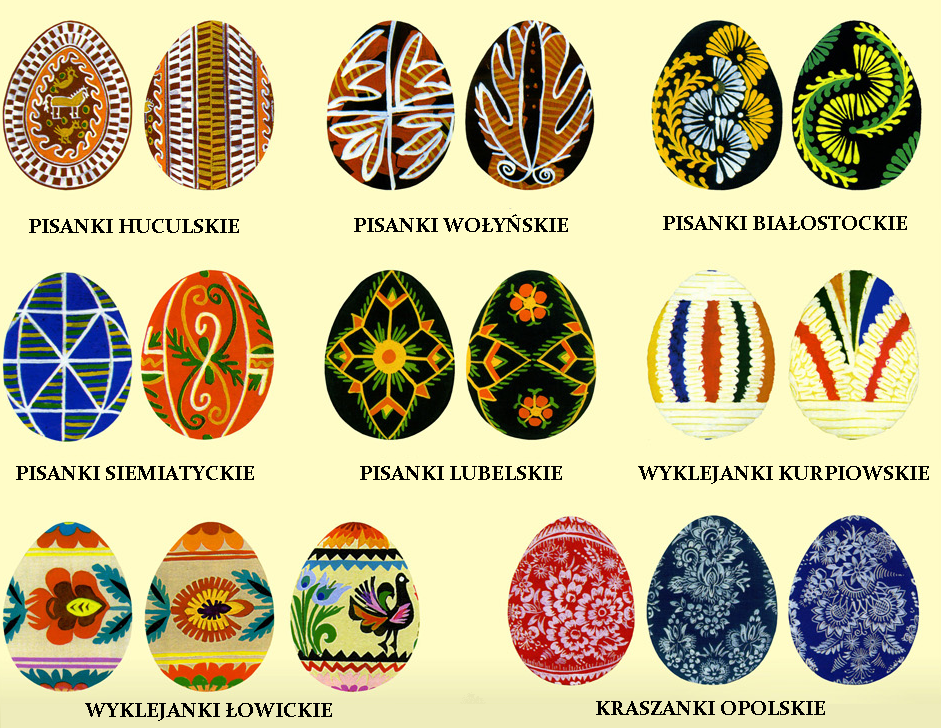 PISANKI HUCULSKIE
PISANKI WOŁYŃSKIE
PISANKI BIAŁOSTOCKIE
PISANKI SIEMIATYCKIE
PISANKI LUBELSKIE
WYKLEJANKI KURPIOWSKIE
WYKLEJANKI ŁOWICKIE
KRASZANKI OPOLSKIE